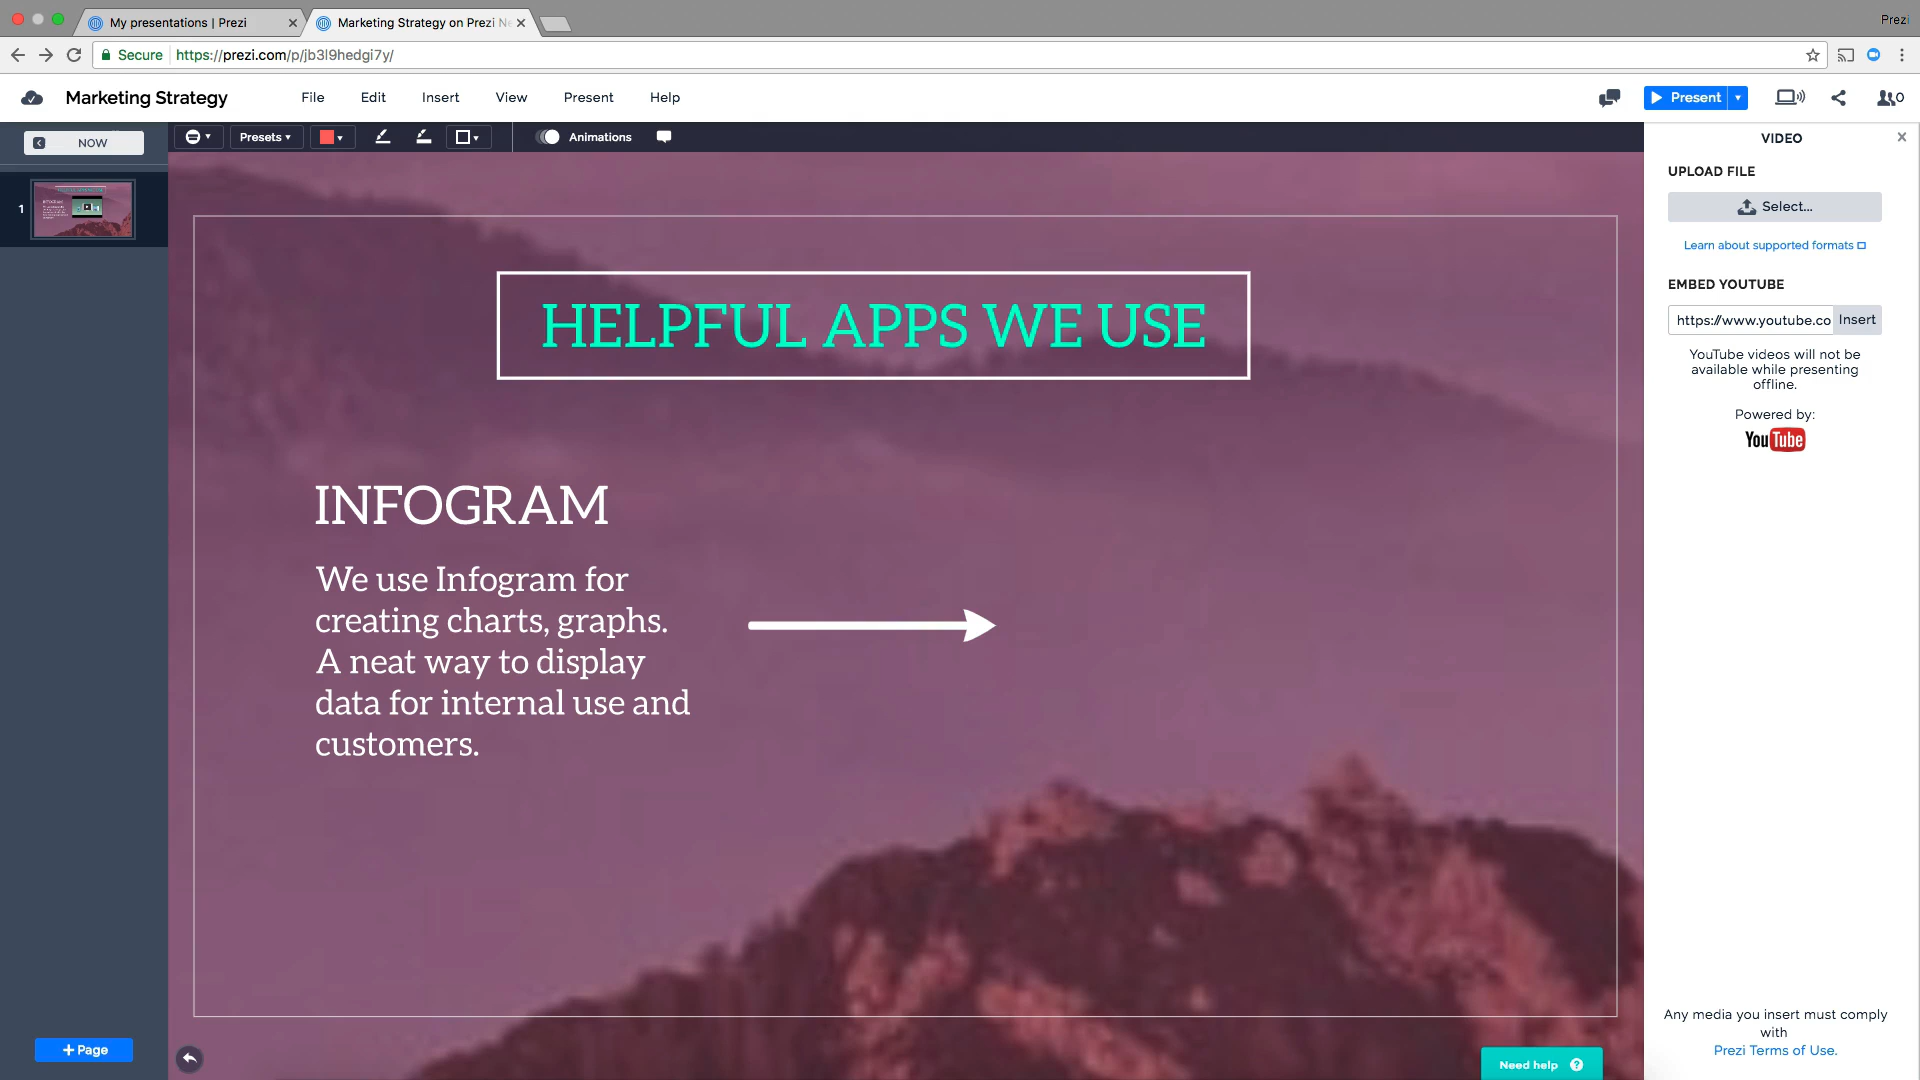 My presentations | Prezi
Marketing Strategy on Prezi Ne
Prezi
Secure
https://prezi.com/p/jb3l9hedgi7y/
Marketing Strategy
File
Edit
Insert
View
Present
Help
Present
0
NOW
Presets
Animations
VIDEO
UPLOAD FILE
Select...
Learn about supported formats
EMBED YOUTUBE
https://www.youtube.co
Insert
YouTube videos will not be
available while presenting
offline.
Powered by:
YouTube
1
HELPFUL APPS WE USE
INFOGRAM
We use Infogram for
creating charts, graphs.
A neat way to display
data for internal use and
customers.
Any media you insert must comply
with
Prezi Terms of Use.
+ Page
Need help ?